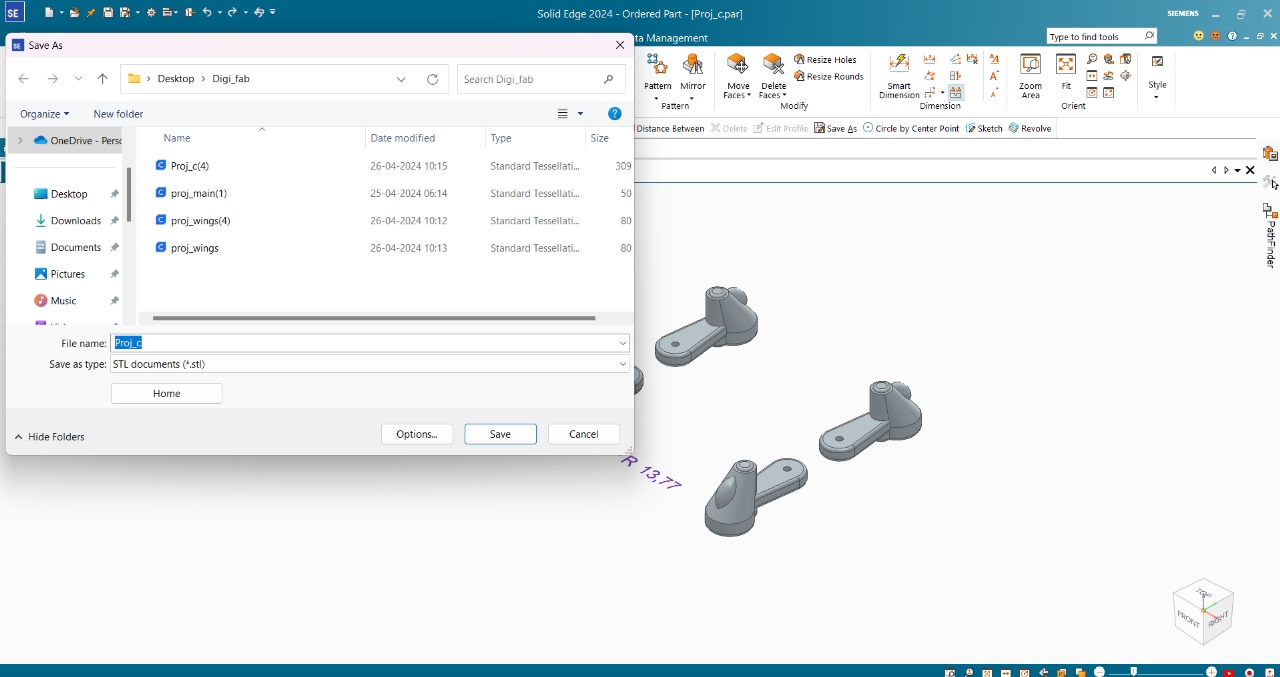 SE
Solid Edge 2024 - Ordered Part - [Proj_c.par]
SIEMENS
SE Save As
ta Management
Type to find tools
Desktop
Digi_fab
Search Digi_fab
Pattern
Mirror
Pattern
Move Faces
Delete Faces
Resize Holes
Resize Rounds
Modify
Smart Dimension
Dimension
Zoom Area
Fit
Orient
Style
Organize
New folder
Distance Between
Delete
Edit Profile
Save As
Circle by Center Point
Sketch
Revolve
OneDrive - Perso
Name
Date modified
Type
Size
Proj_c(4) 26-04-2024 10:15 Standard Tessellati... 309
proj_main(1) 25-04-2024 06:14 Standard Tessellati... 50
proj_wings(4) 26-04-2024 10:12 Standard Tessellati... 80
proj_wings 26-04-2024 10:13 Standard Tessellati... 80
Desktop
Downloads
Documents
Pictures
Music
PathFinder
File name: Proj_c
Save as type: STL documents (*.stl)
Home
Hide Folders
Options...
Save
Cancel
R 13,77
TOP
FRONT
RIGHT